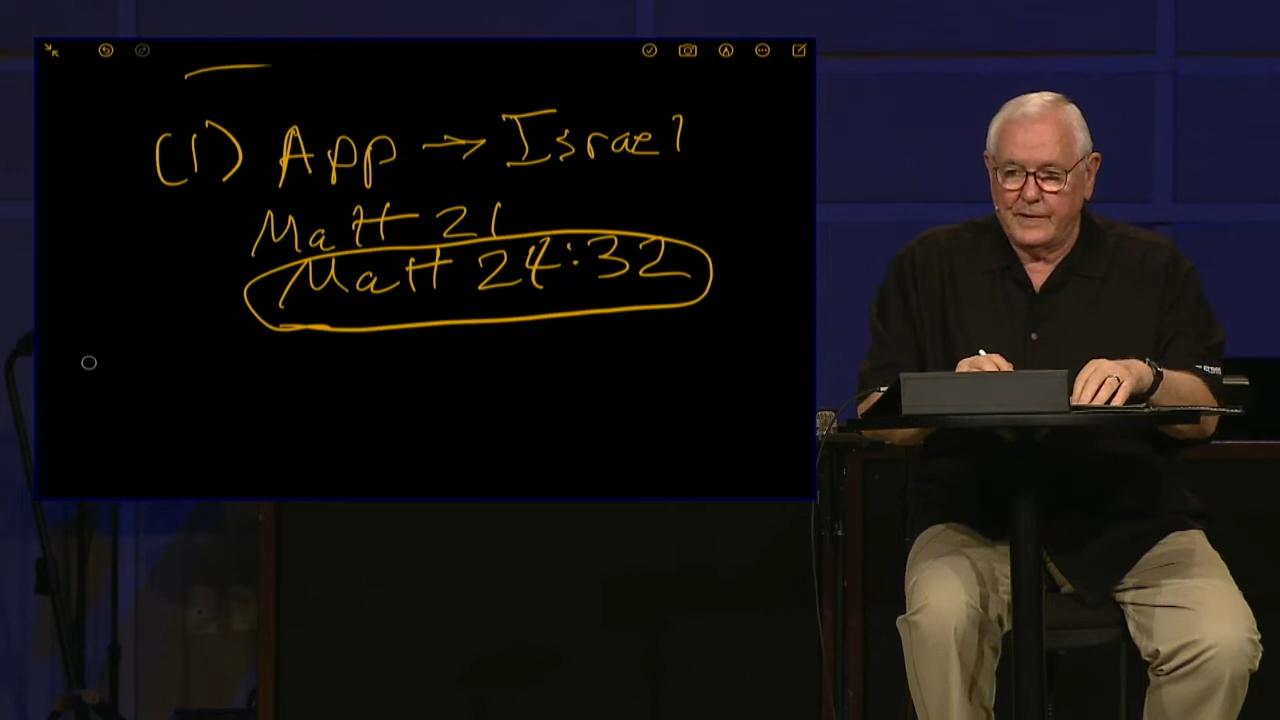 (1) App → Israel
Matt 21
Matt 24:32